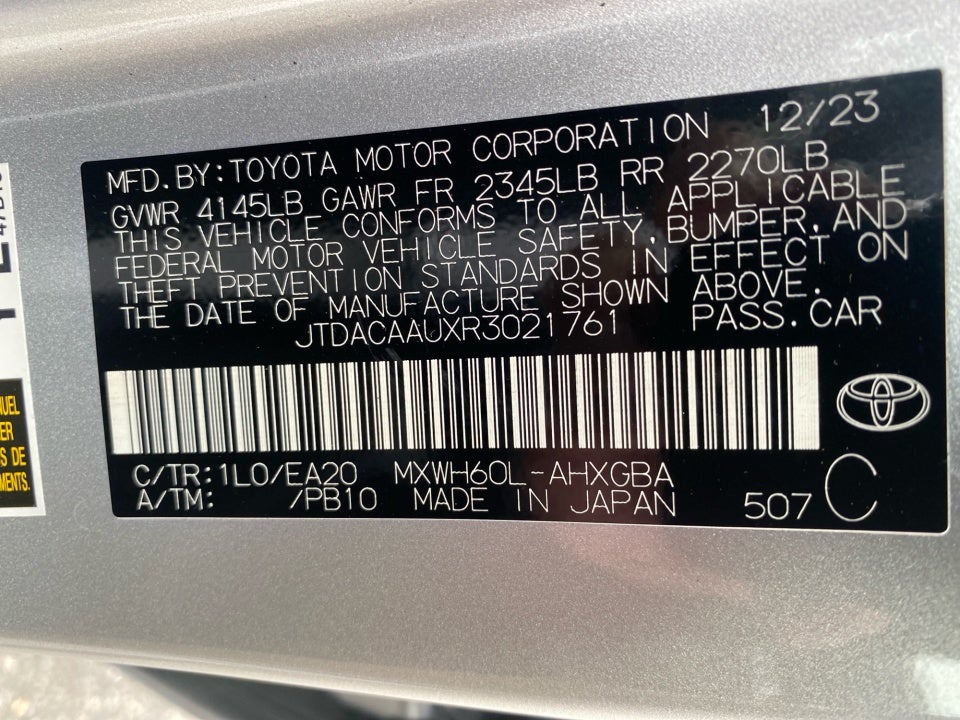 MFD.BY:TOYOTA MOTOR CORPORATION 12/23
GVWR 4145LB GAWR FR 2345LB RR 2270LB
THIS VEHICLE CONFORMS TO ALL APPLICABLE
FEDERAL MOTOR VEHICLE SAFETY,BUMPER,AND
THEFT PREVENTION STANDARDS IN EFFECT ON
THE DATE OF MANUFACTURE SHOWN ABOVE.
JTDACAAUXR3021761 PASS.CAR
C/TR:1L0/EA20 MXWH60L-AHXGBA
A/TM: /PB10 MADE IN JAPAN 507 C